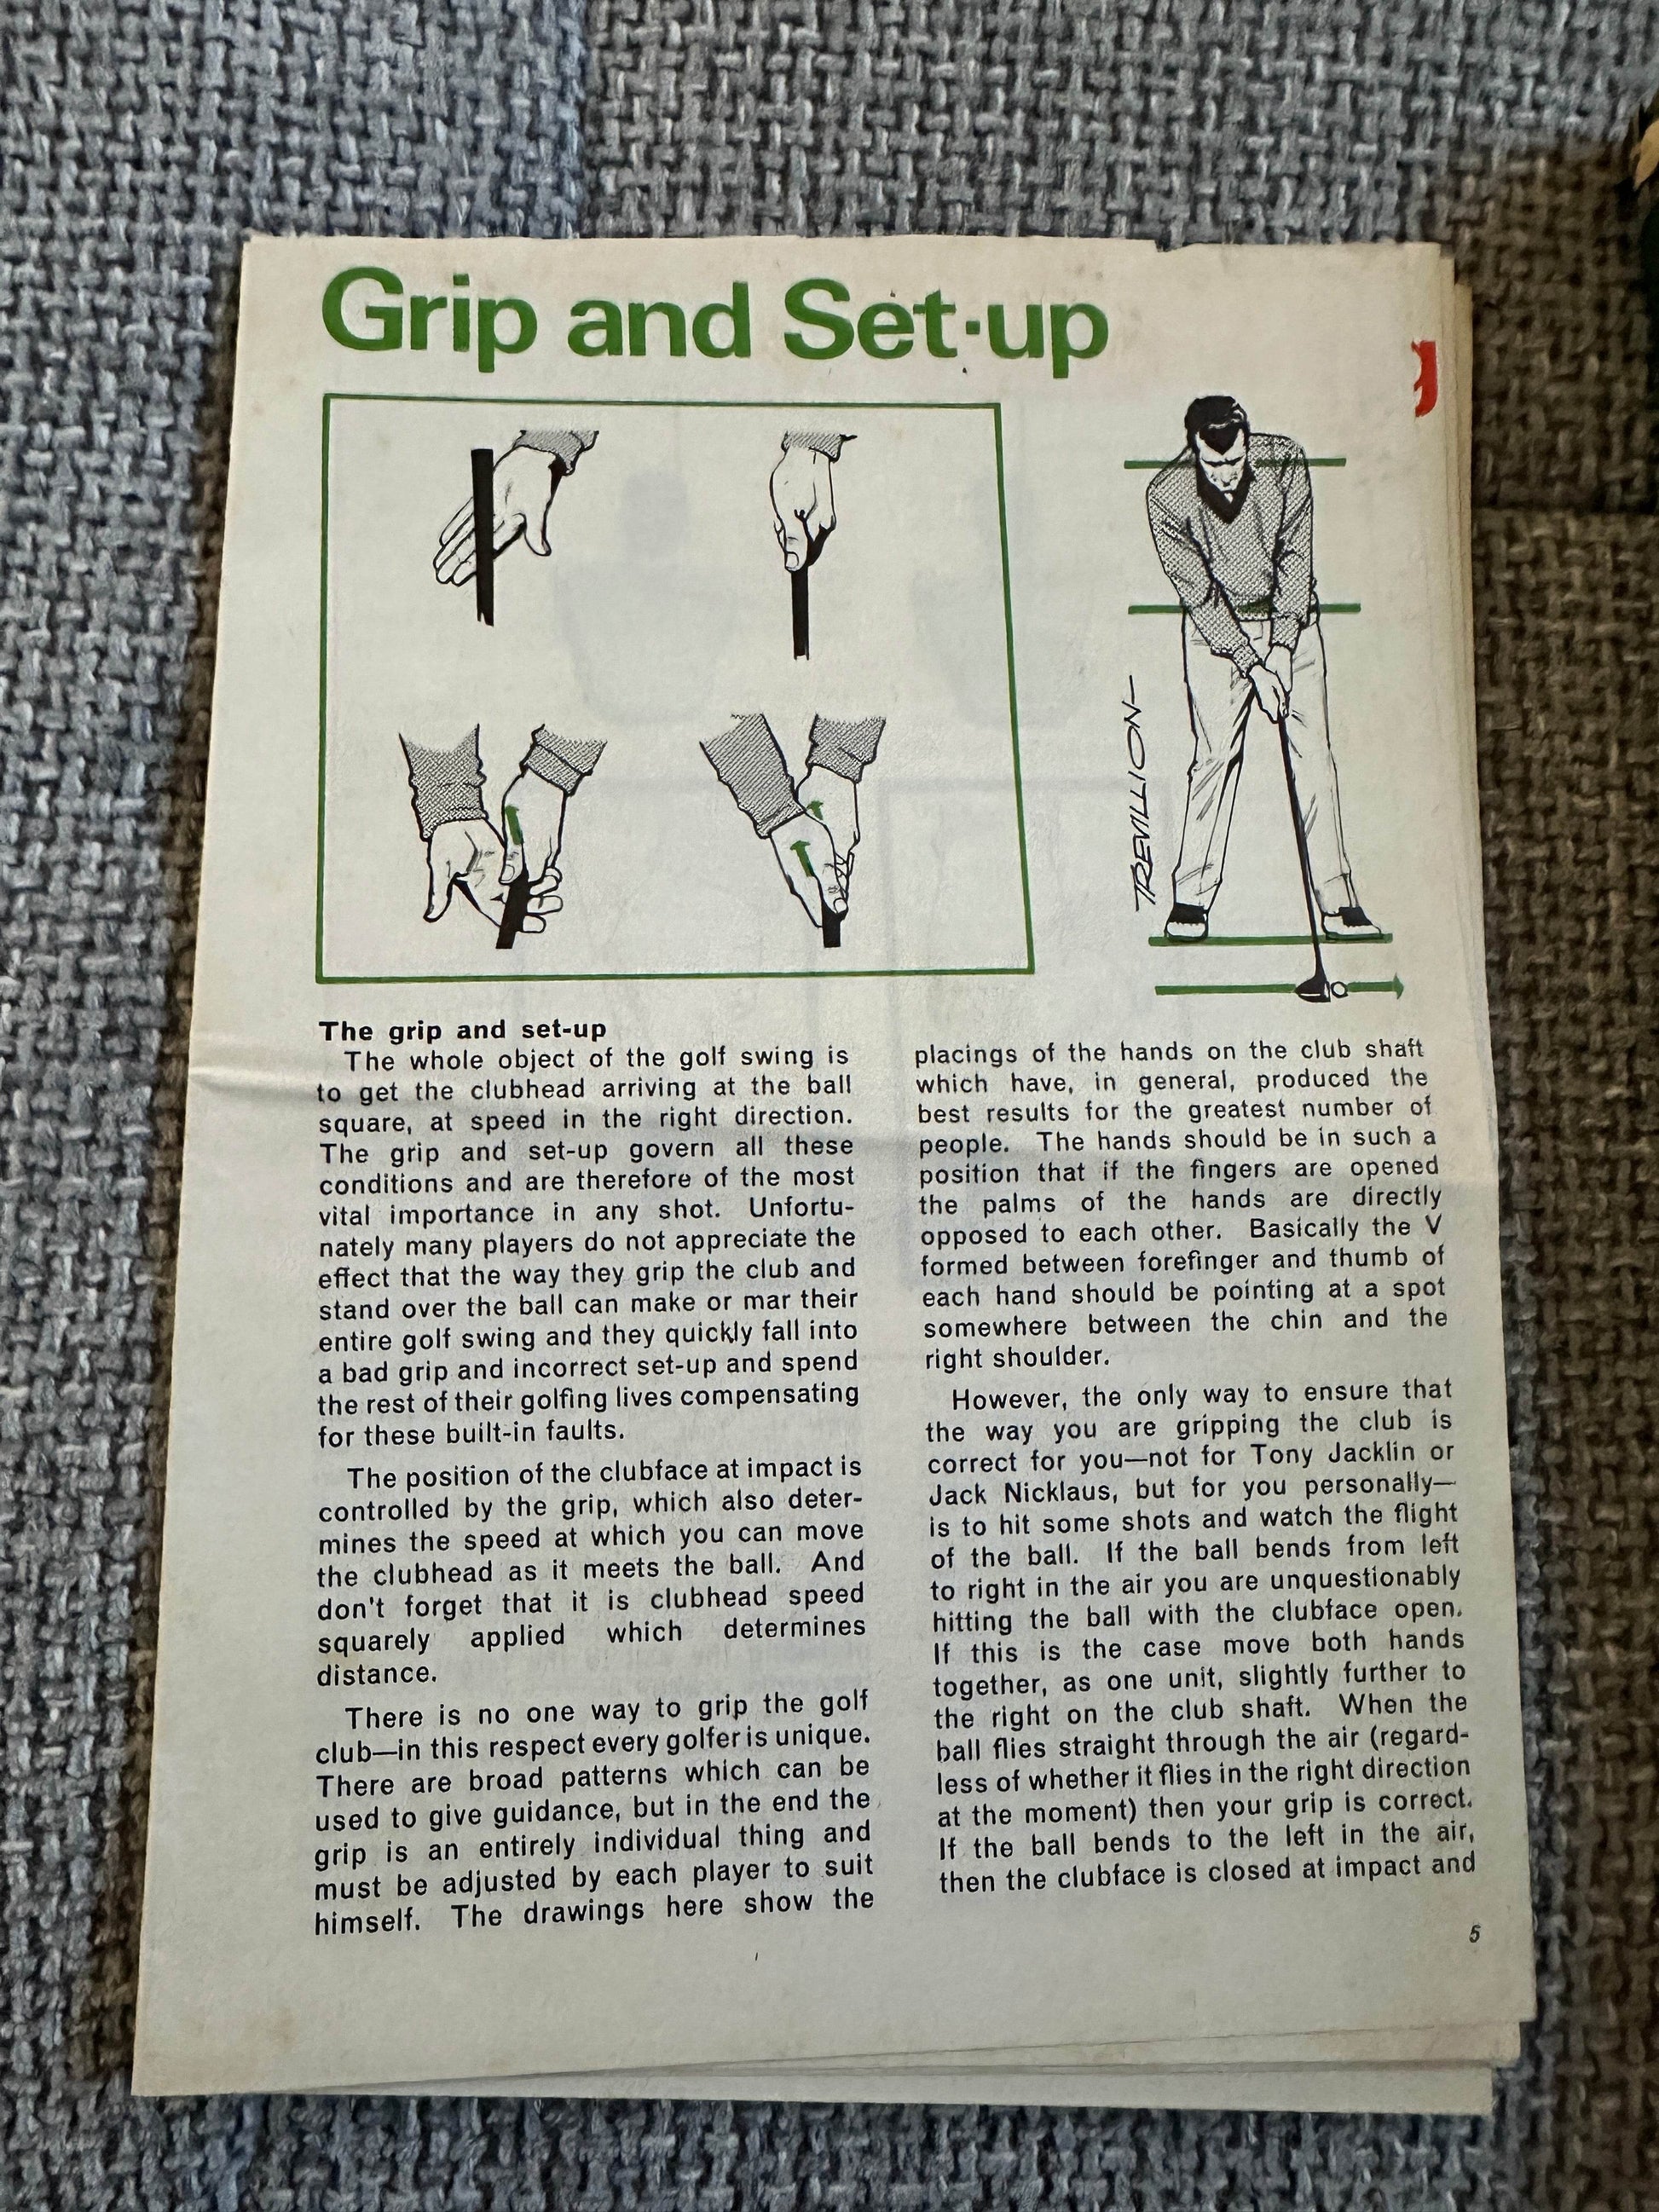 Grip and Set-up
g
TREVILLION
The grip and set-up
The whole object of the golf swing is
to get the clubhead arriving at the ball
square, at speed in the right direction.
The grip and set-up govern all these
conditions and are therefore of the most
vital importance in any shot. Unfortu-
nately many players do not appreciate the
effect that the way they grip the club and
stand over the ball can make or mar their
entire golf swing and they quickly fall into
a bad grip and incorrect set-up and spend
the rest of their golfing lives compensating
for these built-in faults.
The position of the clubface at impact is
controlled by the grip, which also deter-
mines the speed at which you can move
the clubhead as it meets the ball. And
don't forget that it is clubhead speed
squarely applied which determines
distance.
There is no one way to grip the golf
club—in this respect every golfer is unique.
There are broad patterns which can be
used to give guidance, but in the end the
grip is an entirely individual thing and
must be adjusted by each player to suit
himself. The drawings here show the
placings of the hands on the club shaft
which have, in general, produced the
best results for the greatest number of
people. The hands should be in such a
position that if the fingers are opened
the palms of the hands are directly
opposed to each other. Basically the V
formed between forefinger and thumb of
each hand should be pointing at a spot
somewhere between the chin and the
right shoulder.
However, the only way to ensure that
the way you are gripping the club is
correct for you—not for Tony Jacklin or
Jack Nicklaus, but for you personally—
is to hit some shots and watch the flight
of the ball. If the ball bends from left
to right in the air you are unquestionably
hitting the ball with the clubface open.
If this is the case move both hands
together, as one unit, slightly further to
the right on the club shaft. When the
ball flies straight through the air (regard-
less of whether it flies in the right direction
at the moment) then your grip is correct.
If the ball bends to the left in the air,
then the clubface is closed at impact and
5